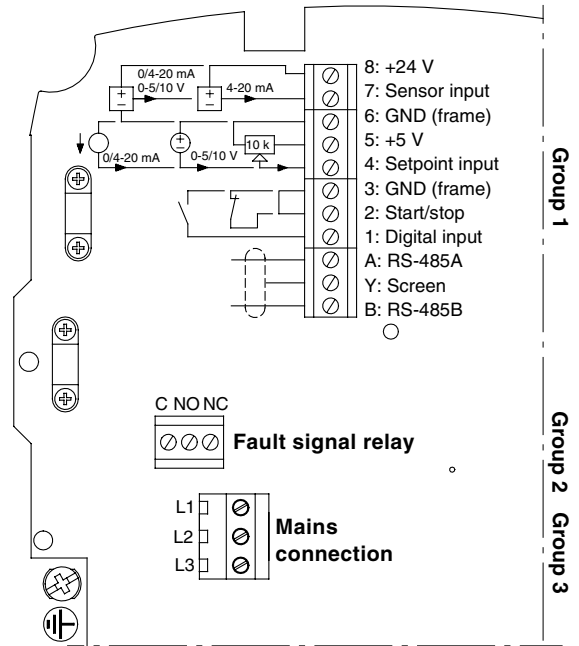 0/4-20 mA
0-5/10 V
4-20 mA
+
–
+
–
10 k
+
–
0/4-20 mA
0-5/10 V
8: +24 V
7: Sensor input
6: GND (frame)
5: +5 V
4: Setpoint input
3: GND (frame)
2: Start/stop
1: Digital input
A: RS-485A
Y: Screen
B: RS-485B
Group 1
C NO NC
Fault signal relay
Group 2
L1
L2
L3
Mains
connection
Group 3